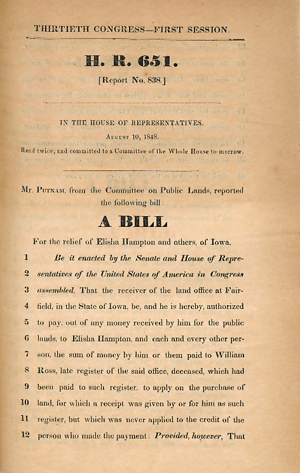 THIRTIETH CONGRESS—FIRST SESSION.
H. R. 651.
[Report No. 838.]
IN THE HOUSE OF REPRESENTATIVES.
AUGUST 10, 1848.
Read twice, and committed to a Committee of the Whole House to-morrow.
Mr. PUTNAM, from the Committee on Public Lands, reported
the following bill:
A BILL
For the relief of Elisha Hampton and others, of Iowa.
1 Be it enacted by the Senate and House of Repre-
2 sentatives of the United States of America in Congress
3 assembled, That the receiver of the land office at Fair-
4 field, in the State of Iowa, be, and he is hereby, authorized
5 to pay, out of any money received by him for the public
6 lands, to Elisha Hampton, and each and every other per-
7 son, the sum of money by him or them paid to William
8 Ross, late register of the said office, deceased, which had
9 been paid to such register, to apply on the purchase of
10 land, for which a receipt was given by or for him as such
11 register, but which was never applied to the credit of the
12 person who made the payment: Provided, however, That